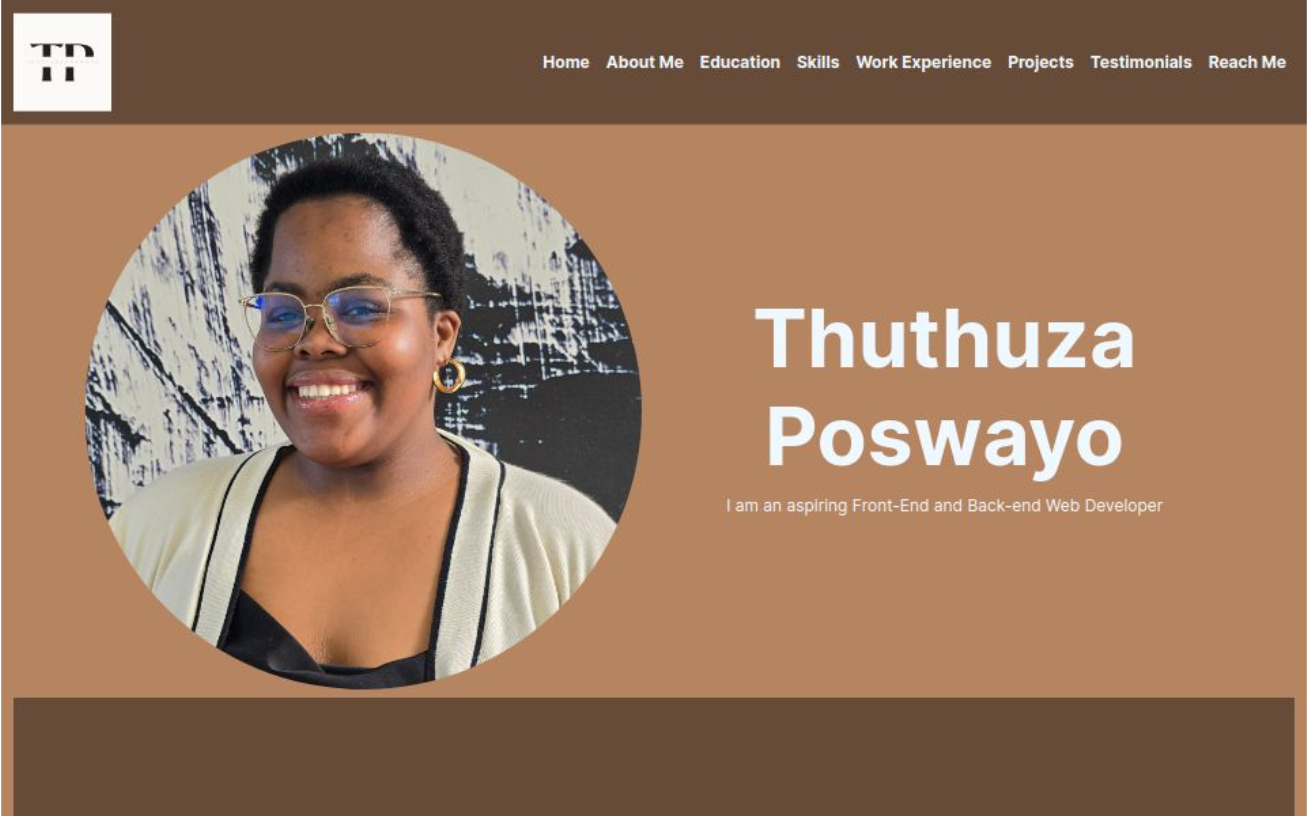 TP
Home About Me Education Skills Work Experience Projects Testimonials Reach Me
Thuthuza
Poswayo
I am an aspiring Front-End and Back-end Web Developer